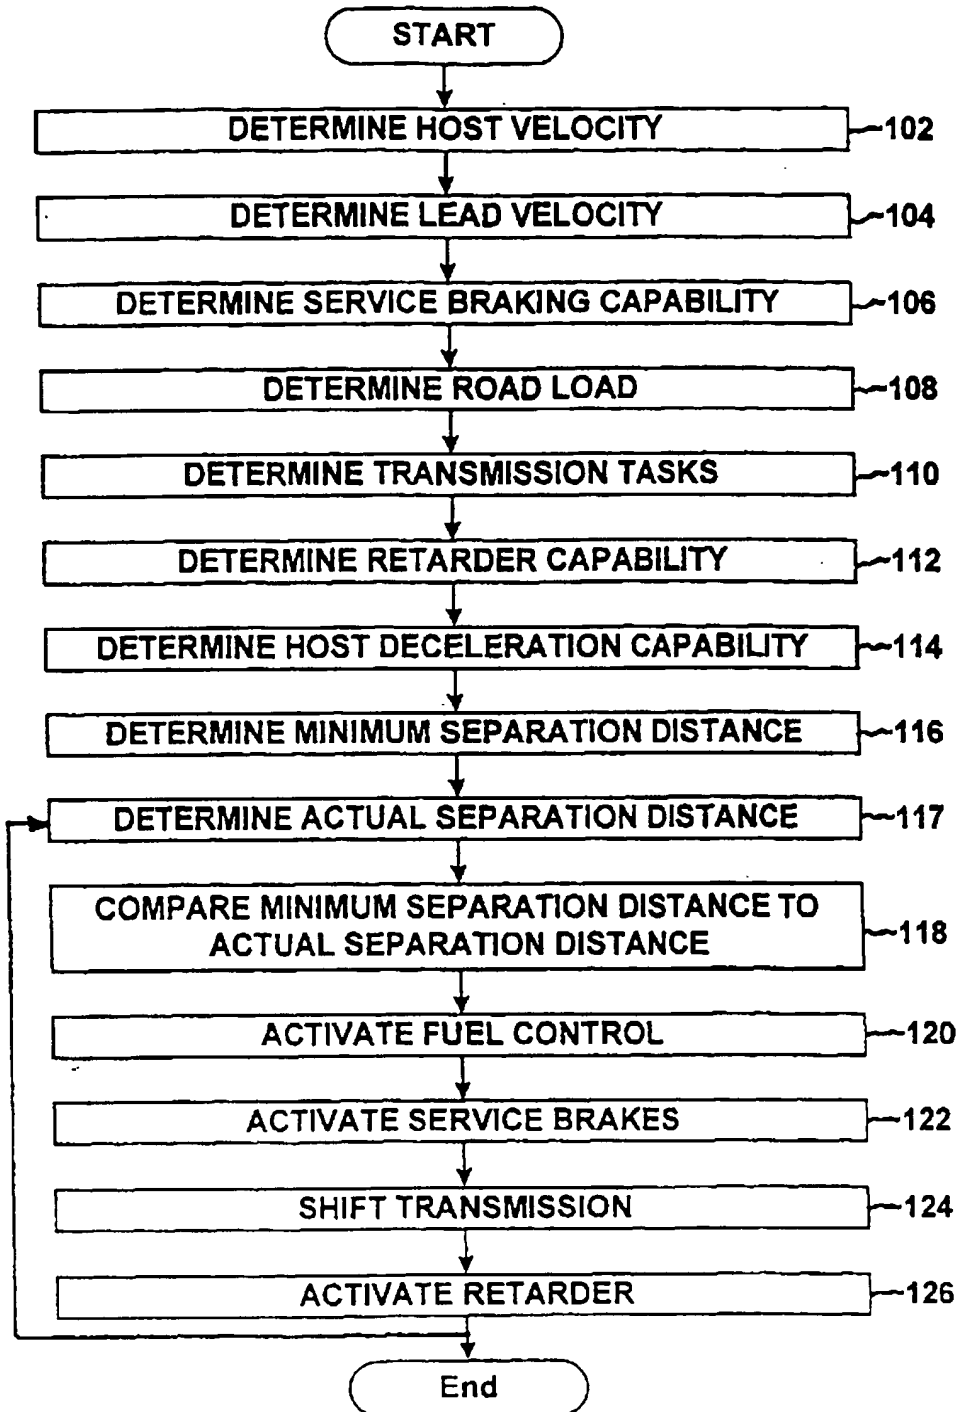 START
DETERMINE HOST VELOCITY 102
DETERMINE LEAD VELOCITY 104
DETERMINE SERVICE BRAKING CAPABILITY 106
DETERMINE ROAD LOAD 108
DETERMINE TRANSMISSION TASKS 110
DETERMINE RETARDER CAPABILITY 112
DETERMINE HOST DECELERATION CAPABILITY 114
DETERMINE MINIMUM SEPARATION DISTANCE 116
DETERMINE ACTUAL SEPARATION DISTANCE 117
COMPARE MINIMUM SEPARATION DISTANCE TO
ACTUAL SEPARATION DISTANCE 118
ACTIVATE FUEL CONTROL 120
ACTIVATE SERVICE BRAKES 122
SHIFT TRANSMISSION 124
ACTIVATE RETARDER 126
End